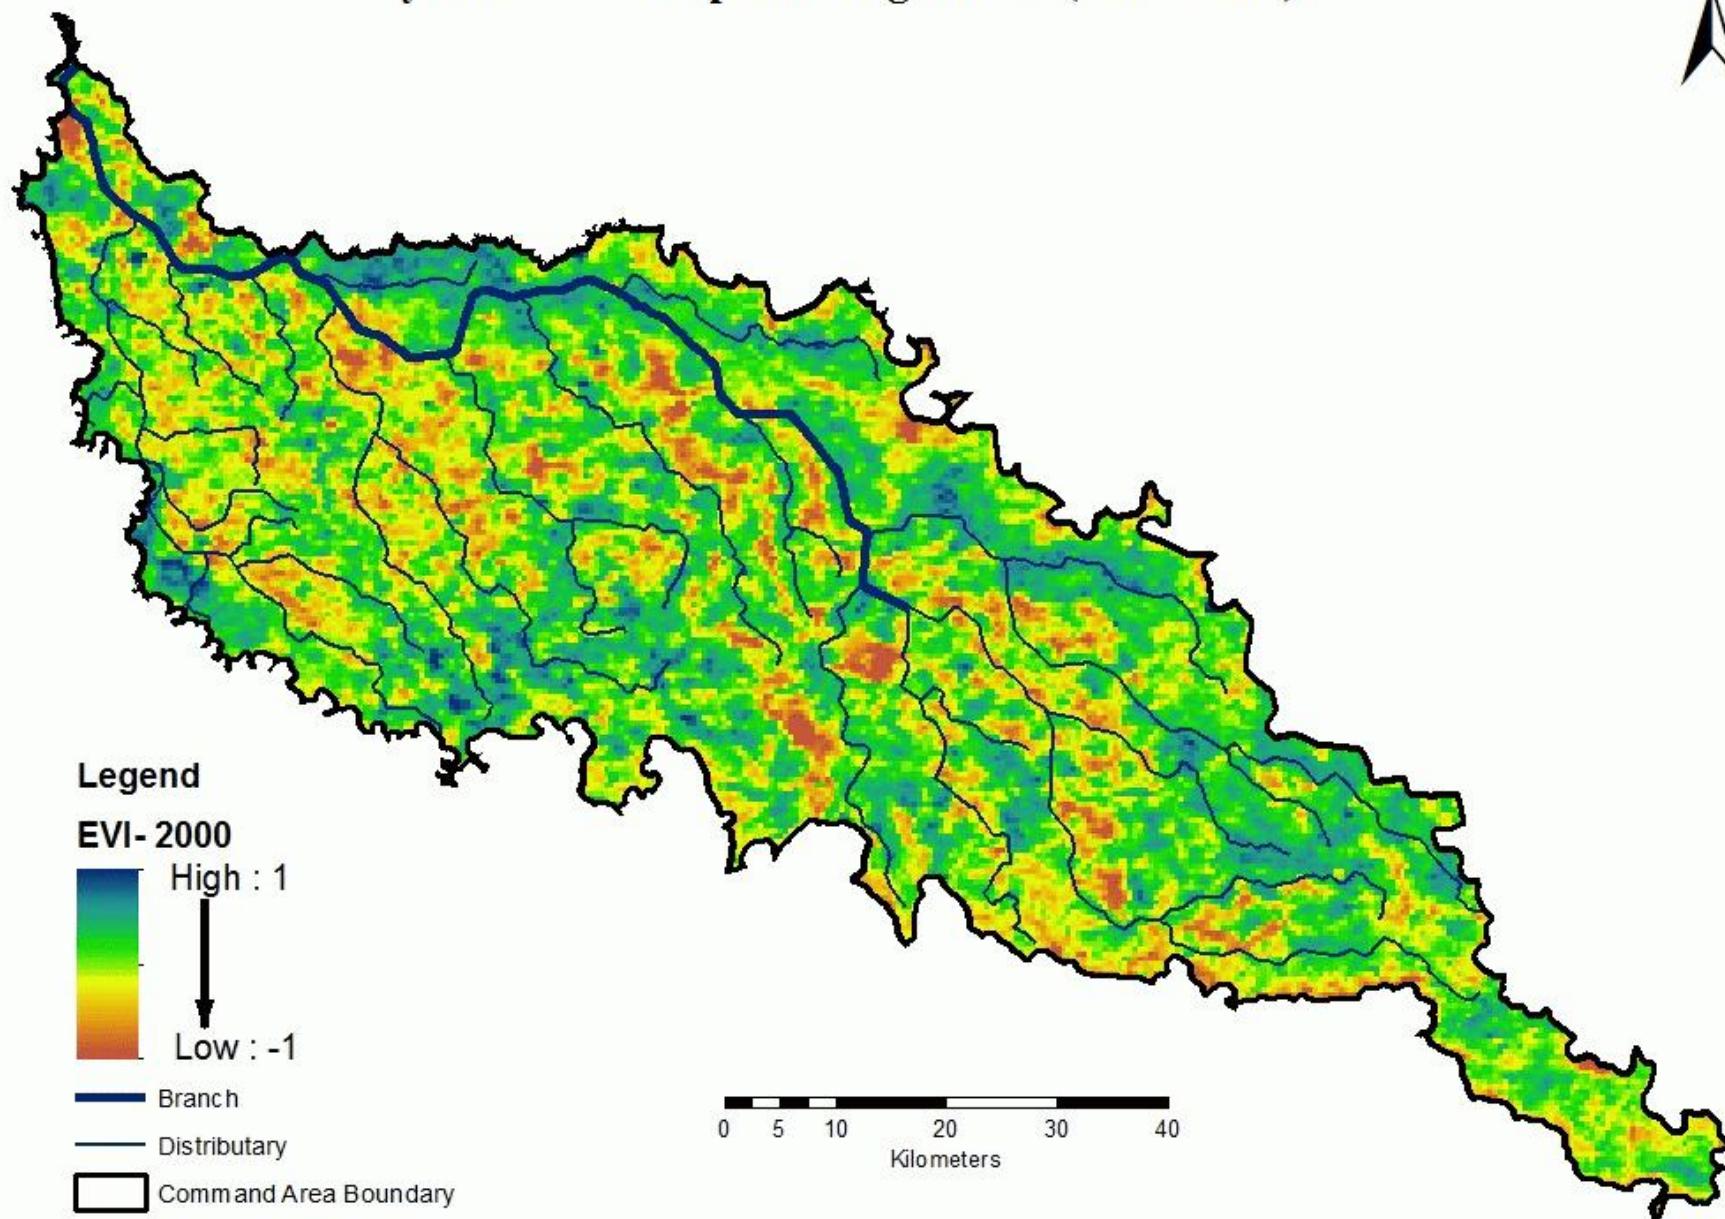 Legend
EVI- 2000
High : 1
Low : -1
Branch
Distributary
Command Area Boundary
0 5 10 20 30 40
Kilometers